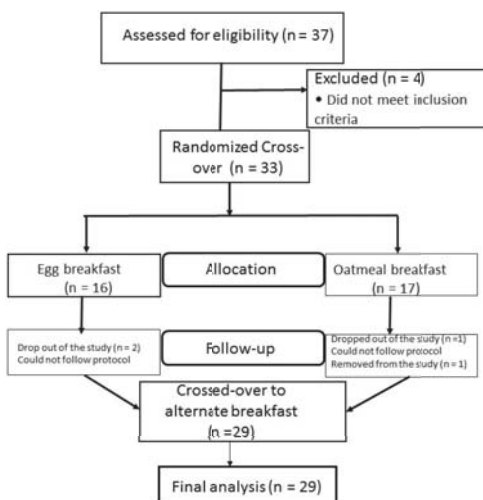 Assessed for eligibility (n = 37)
Excluded (n = 4)
• Did not meet inclusion
criteria
Randomized Cross-
over (n = 33)
Egg breakfast
(n = 16)
Allocation
Oatmeal breakfast
(n = 17)
Drop out of the study (n = 2)
Could not follow protocol
Follow-up
Dropped out of the study (n =1)
Could not follow protocol
Removed from the study (n = 1)
Crossed-over to
alternate breakfast
(n =29)
Final analysis (n = 29)